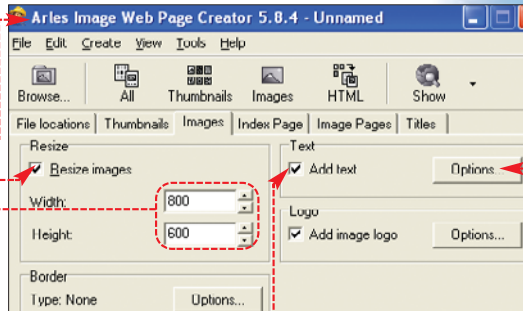 Arles Image Web Page Creator 5.8.4 - Unnamed
File Edit Create View Tools Help
Browse... All Thumbnails Images HTML Show
File locations Thumbnails Images Index Page Image Pages Titles
Resize
Resize images
Width: 800
Height: 600
Text
Add text Options...
Logo
Add image logo Options...
Border
Type: None Options...